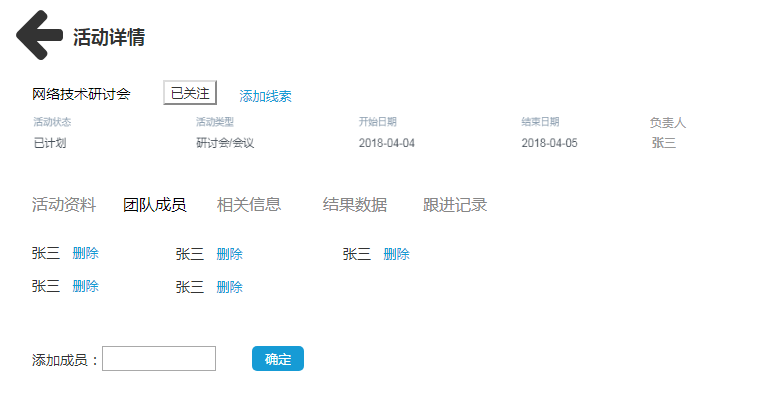 活动详情
网络技术研讨会 已关注 添加线索
活动状态 活动类型 开始日期 结束日期 负责人
已计划 研讨会/会议 2018-04-04 2018-04-05 张三
活动资料 团队成员 相关信息 结果数据 跟进记录
张三 删除 张三 删除 张三 删除
张三 删除 张三 删除
添加成员： 确定